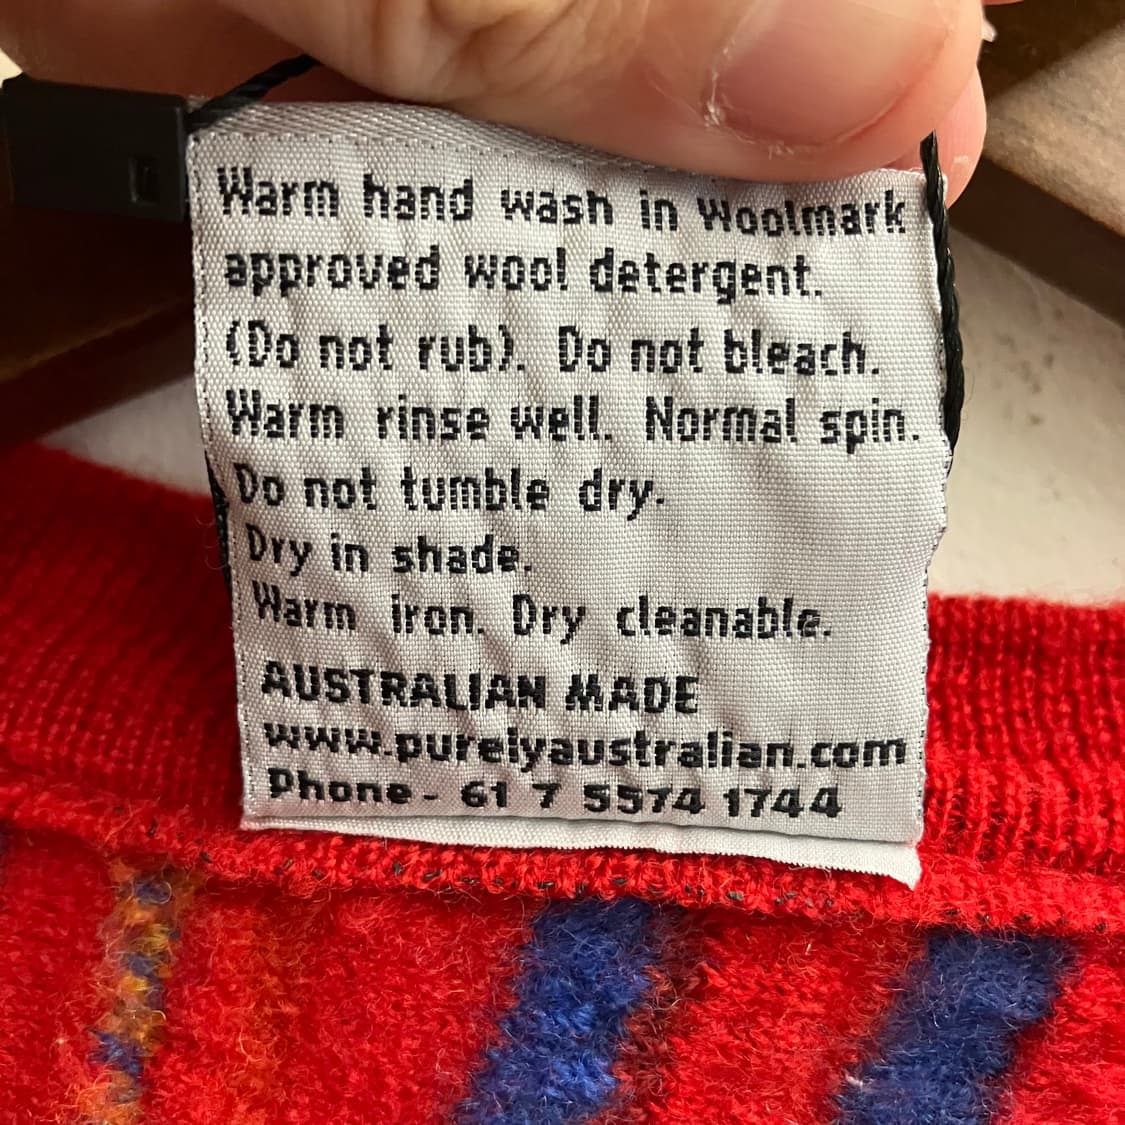 Warm hand wash in Woolmark
approved wool detergent.
(Do not rub). Do not bleach.
Warm rinse well. Normal spin.
Do not tumble dry.
Dry in shade.
Warm iron. Dry cleanable.
AUSTRALIAN MADE
www.purelyaustralian.com
Phone - 61 7 5574 1744